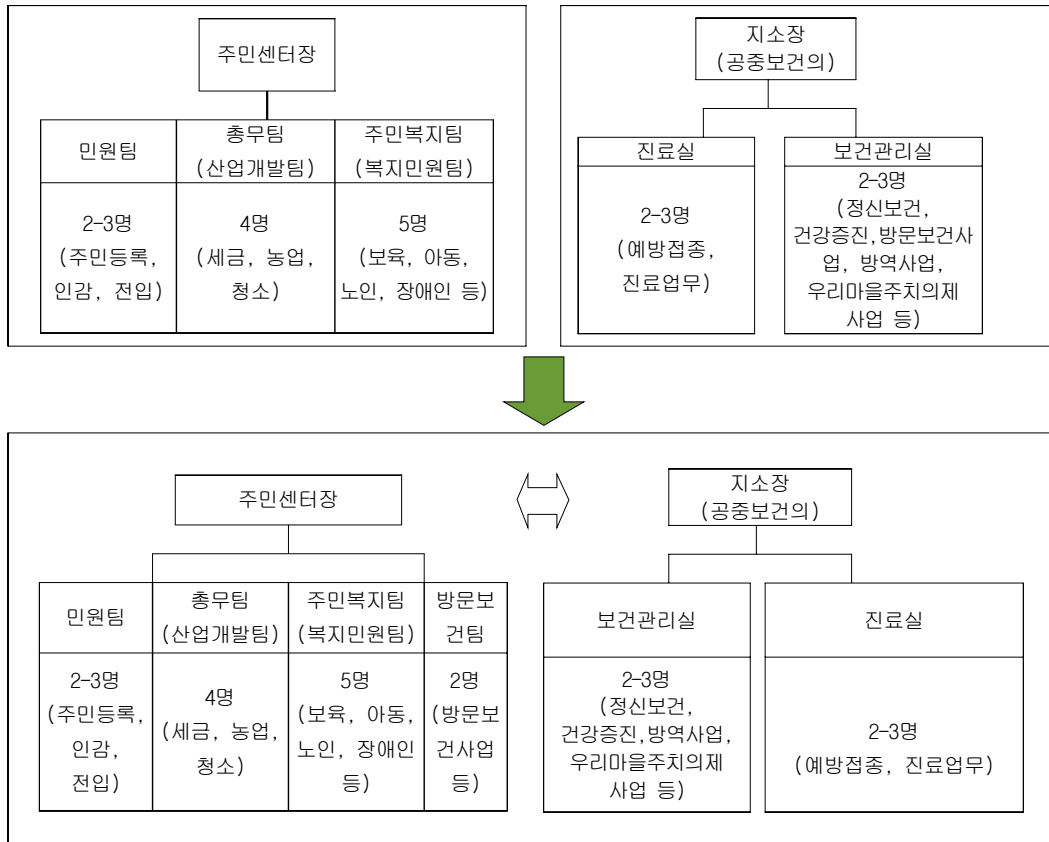 주민센터장
민원팀
총무팀
(산업개발팀)
주민복지팀
(복지민원팀)
2-3명
(주민등록,
인감, 전입)
4명
(세금, 농업,
청소)
5명
(보육, 아동,
노인, 장애인 등)
지소장
(공중보건의)
진료실
2-3명
(예방접종,
진료업무)
보건관리실
2-3명
(정신보건,
건강증진,방문보건사
업, 방역사업,
우리마을주치의제
사업 등)
주민센터장
민원팀
총무팀
(산업개발팀)
주민복지팀
(복지민원팀)
방문보
건팀
2-3명
(주민등록,
인감,
전입)
4명
(세금, 농업,
청소)
5명
(보육, 아동,
노인, 장애인
등)
2명
(방문보
건사업
등)
지소장
(공중보건의)
보건관리실
2-3명
(정신보건,
건강증진,방역사업,
우리마을주치의제
사업 등)
진료실
2-3명
(예방접종, 진료업무)